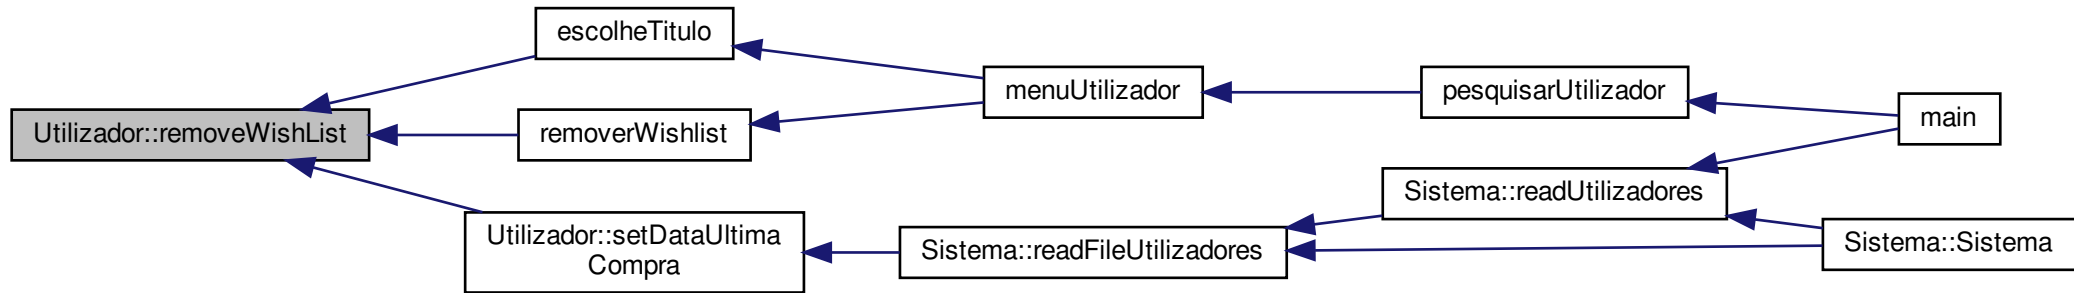 escolheTitulo
menuUtilizador
pesquisarUtilizador
main
Utilizador::removeWishList
removerWishlist
Sistema::readUtilizadores
Utilizador::setDataUltima
Compra
Sistema::readFileUtilizadores
Sistema::Sistema